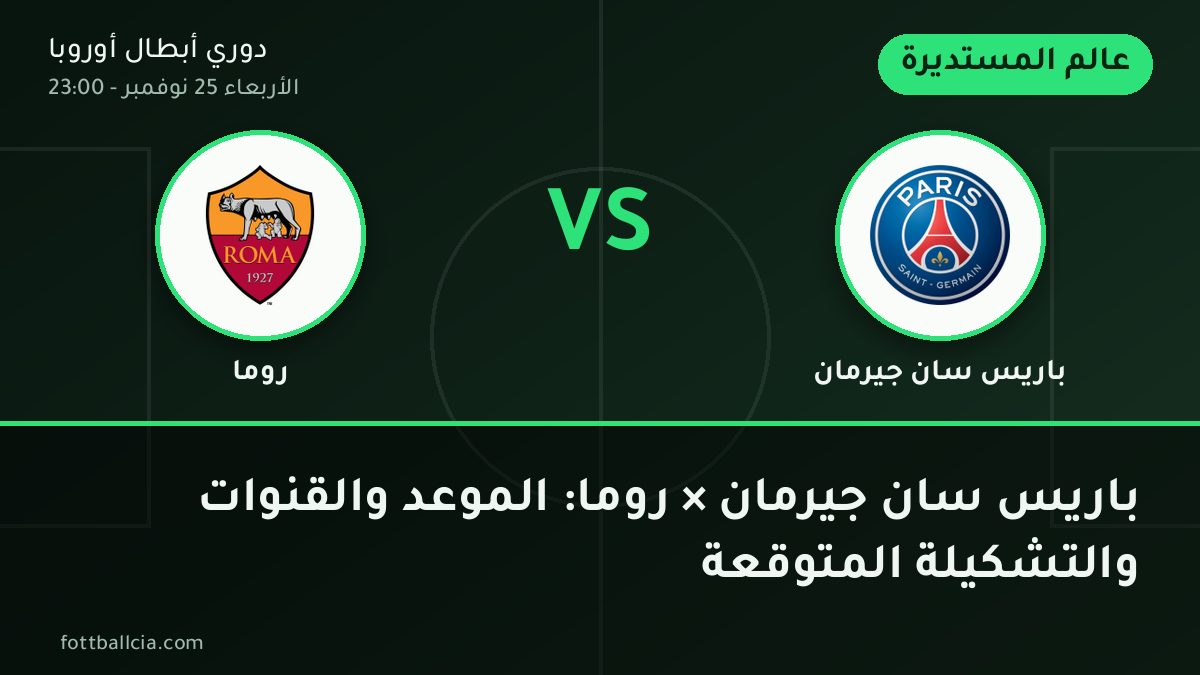 عالم المستديرة
دوري أبطال أوروبا
الأربعاء 25 نوفمبر - 23:00
PARIS
SAINT - GERMAIN
VS
ROMA
1927
باريس سان جيرمان
روما
باريس سان جيرمان × روما: الموعد والقنوات
والتشكيلة المتوقعة
fottballcia.com